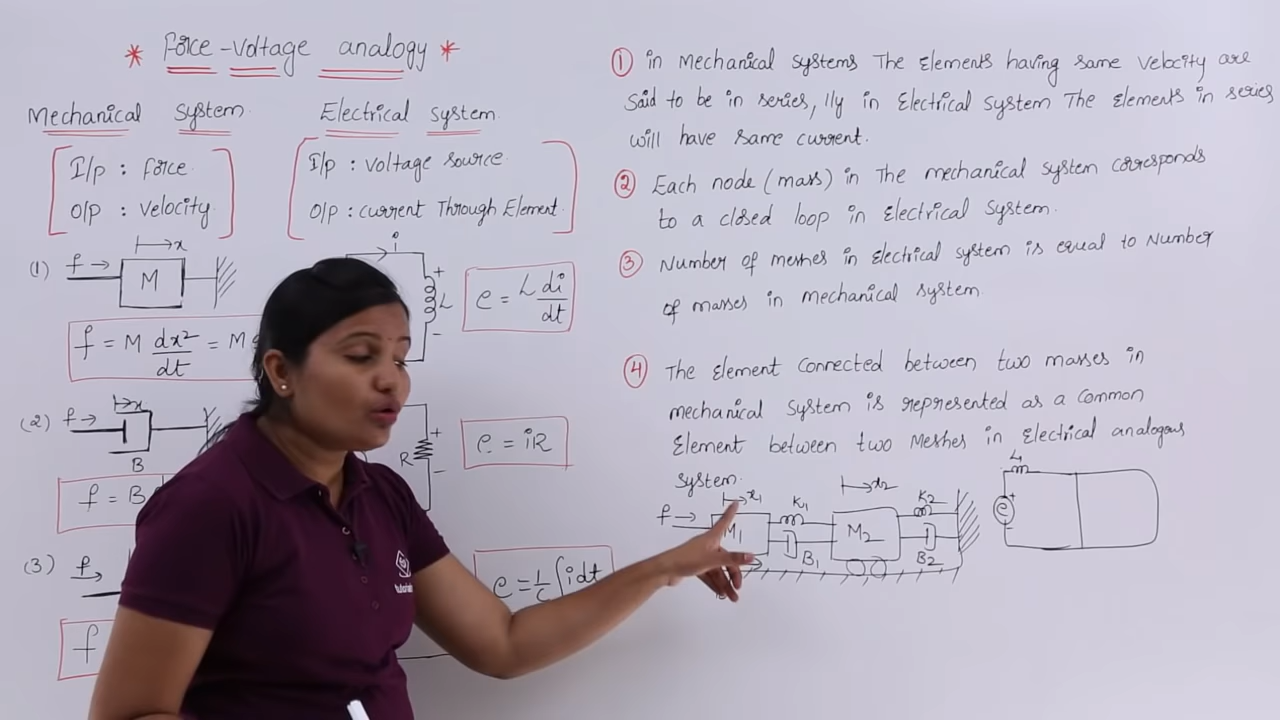 * Force-Voltage analogy *
Mechanical system
Electrical system
I/p : force
O/p : velocity
I/p : voltage source
O/p : current Through Element
(1) f → M x
f = M dx²/dt = M
i
+
L
-
e = L di/dt
(2) f → x
B
f = B
R
+
-
e = iR
(3) f
f
e = 1/c ∫idt
① in Mechanical systems The Elements having same velocity are
said to be in series, lly in Electrical system The Elements in series
will have same current.
② Each node (mass) in The mechanical system corresponds
to a closed loop in Electrical system.
③ Number of meshes in electrical system is equal to Number
of masses in mechanical system
④ The Element connected between two masses in
mechanical system is represented as a common
Element between two Meshes in Electrical analogous
system.
f → M1 x1 K1 B1 M2 x2 K2 B2
L1
e
+
-
tutorials